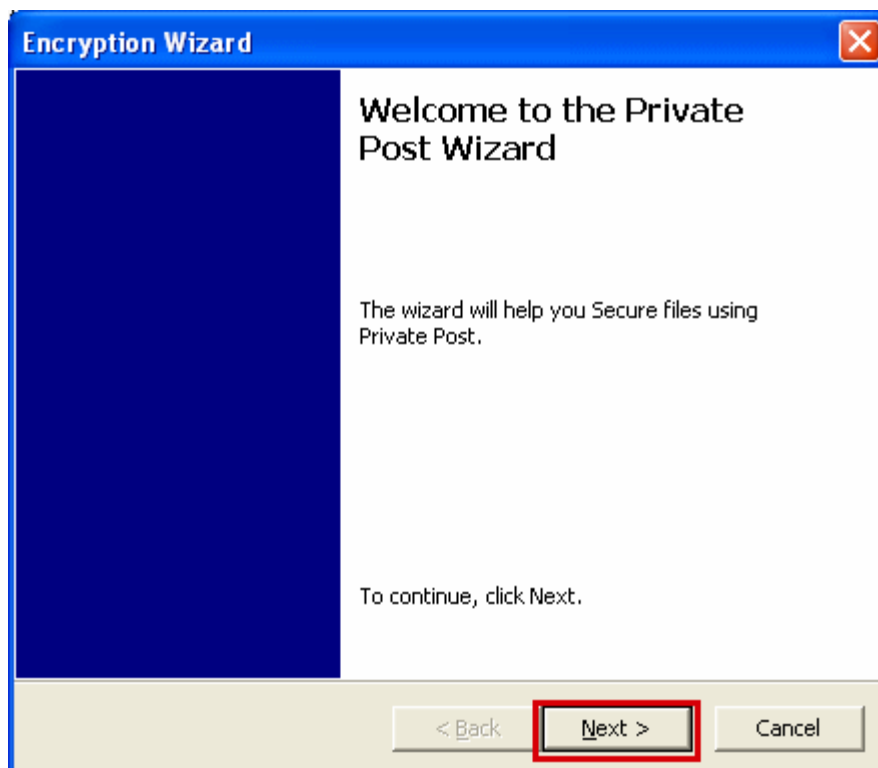 Encryption Wizard
Welcome to the Private
Post Wizard
The wizard will help you Secure files using
Private Post.
To continue, click Next.
< Back
Next >
Cancel